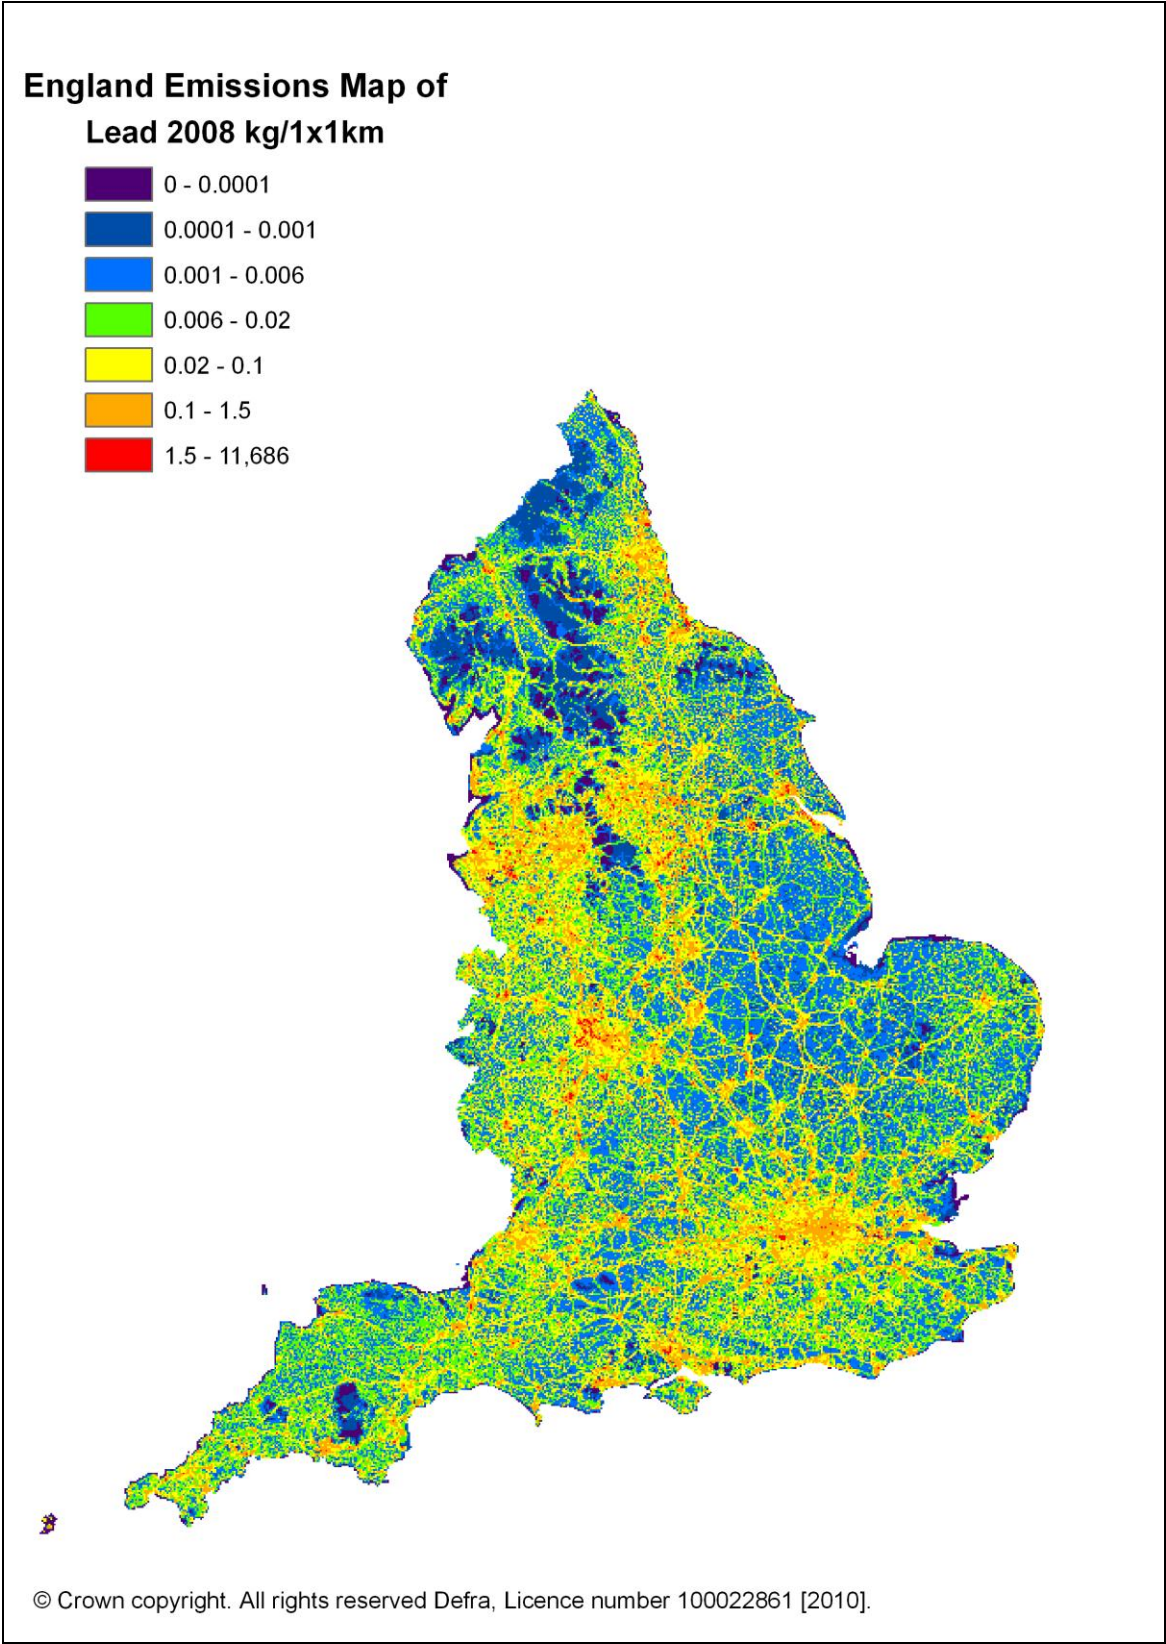 England Emissions Map of
Lead 2008 kg/1x1km
0 - 0.0001
0.0001 - 0.001
0.001 - 0.006
0.006 - 0.02
0.02 - 0.1
0.1 - 1.5
1.5 - 11,686
© Crown copyright. All rights reserved Defra, Licence number 100022861 [2010].